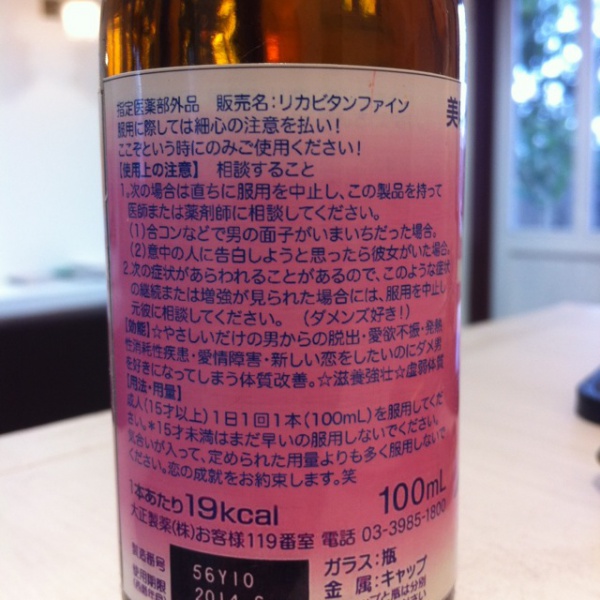 指定医薬部外品　販売名：リカビタンファイン
美
服用に際しては細心の注意を払い！
ここぞという時にのみご使用ください！
【使用上の注意】　相談すること
1.次の場合は直ちに服用を中止し、この製品を持って
医師または薬剤師に相談してください。
(1)合コンなどで男の面子がいまいちだった場合。
(2)意中の人に告白しようと思ったら彼女がいた場合。
2.次の症状があらわれることがあるので、このような症状
の継続または増強が見られた場合には、服用を中止し
元彼に相談してください。　(ダメンズ好き！)
【効能】☆やさしいだけの男からの脱出・愛欲不振・発熱
性消耗性疾患・愛情障害・新しい恋をしたいのにダメ男
を好きになってしまう体質改善。☆滋養強壮☆虚弱体質
【用法・用量】
成人(15才以上)1日1回1本(100mL)を服用してくだ
さい。*15才未満はまだ早いの服用しないでください。
気合いが入って、定められた用量よりも多く服用しないで
ください。恋の成就をお約束します。笑
1本あたり19kcal
100mL
大正製薬(株)お客様119番室　電話　03-3985-1800
製造番号
56Y10
使用期限
2014.
ガラス：瓶
金　属：キャップ